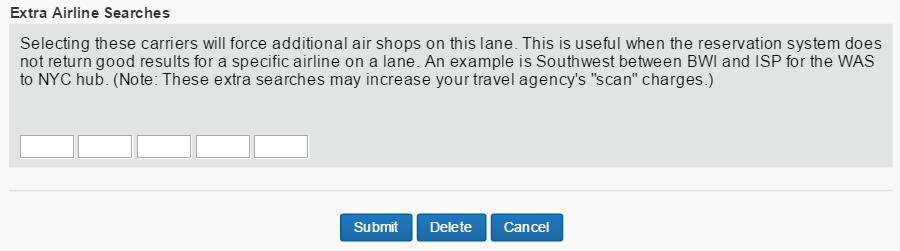 Extra Airline Searches
Selecting these carriers will force additional air shops on this lane. This is useful when the reservation system does
not return good results for a specific airline on a lane. An example is Southwest between BWI and ISP for the WAS
to NYC hub. (Note: These extra searches may increase your travel agency's "scan" charges.)
Submit Delete Cancel